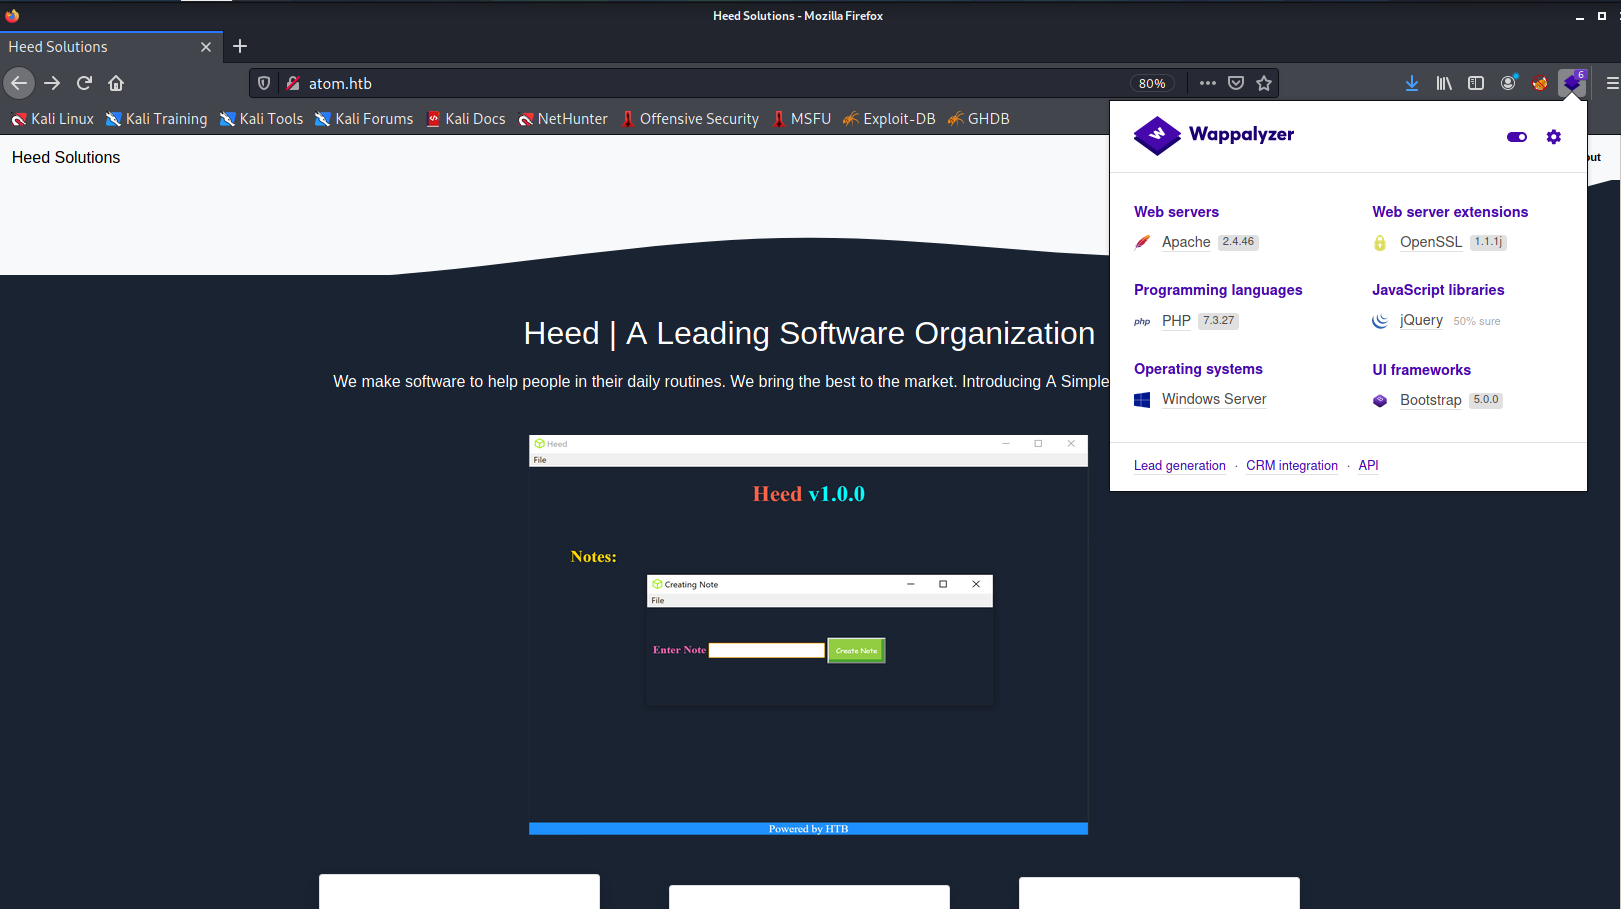 Heed Solutions - Mozilla Firefox
Heed Solutions
atom.htb
80%
6
Kali Linux Kali Training Kali Tools Kali Forums Kali Docs NetHunter Offensive Security MSFU Exploit-DB GHDB
Heed Solutions
Wappalyzer
Web servers
Apache 2.4.46
Web server extensions
OpenSSL 1.1.1j
Programming languages
php PHP 7.3.27
JavaScript libraries
jQuery 50% sure
Operating systems
Windows Server
UI frameworks
Bootstrap 5.0.0
Lead generation · CRM integration · API
Heed | A Leading Software Organization
We make software to help people in their daily routines. We bring the best to the market. Introducing A Simple
Heed
File
Heed v1.0.0
Notes:
Creating Note
File
Enter Note Create Note
Powered by HTB